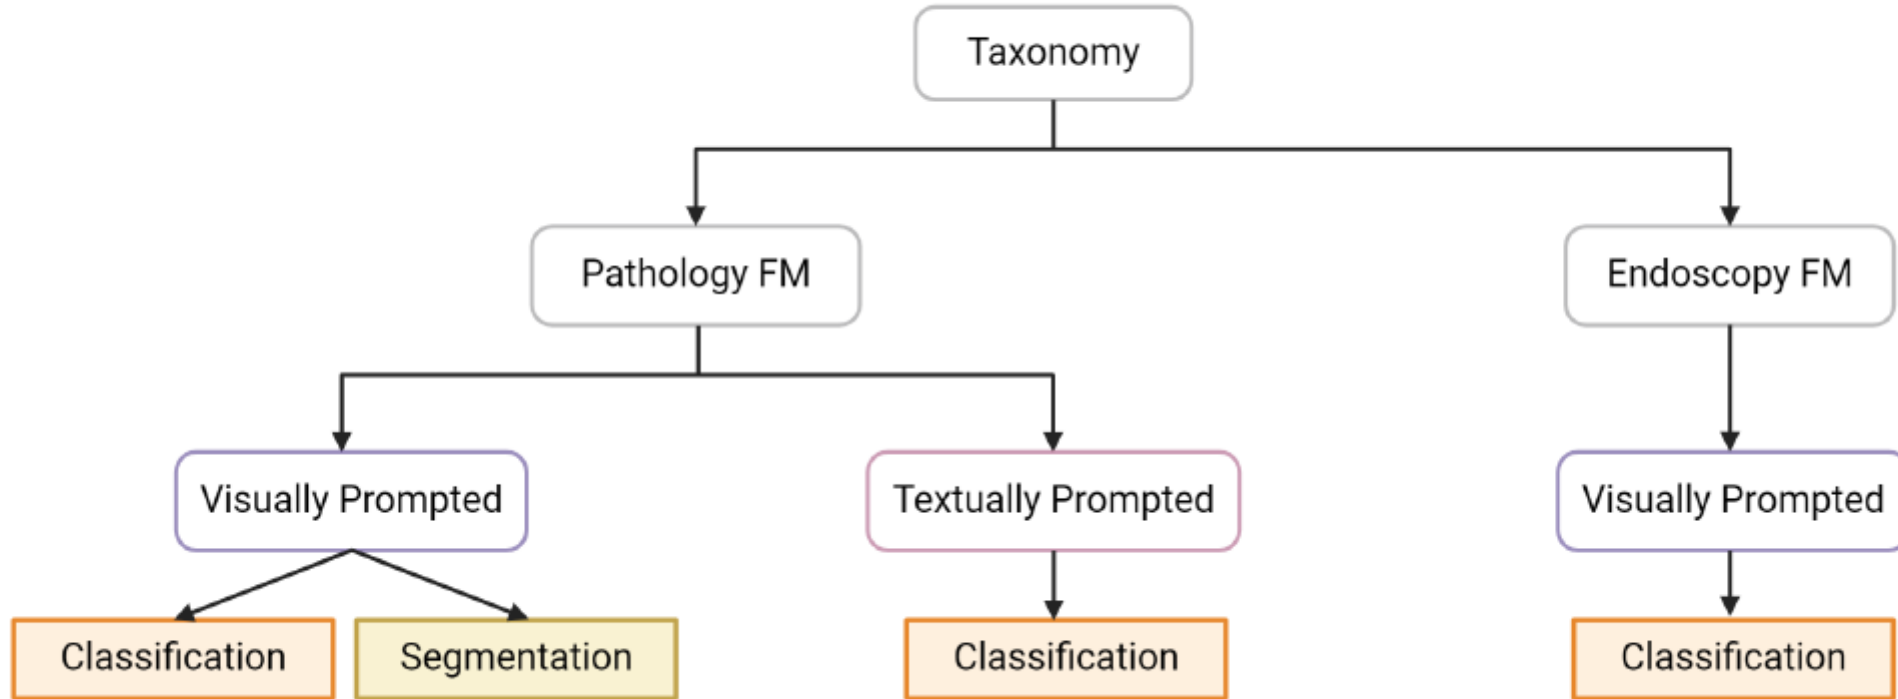 Taxonomy
Pathology FM
Endoscopy FM
Visually Prompted
Textually Prompted
Visually Prompted
Classification
Segmentation
Classification
Classification